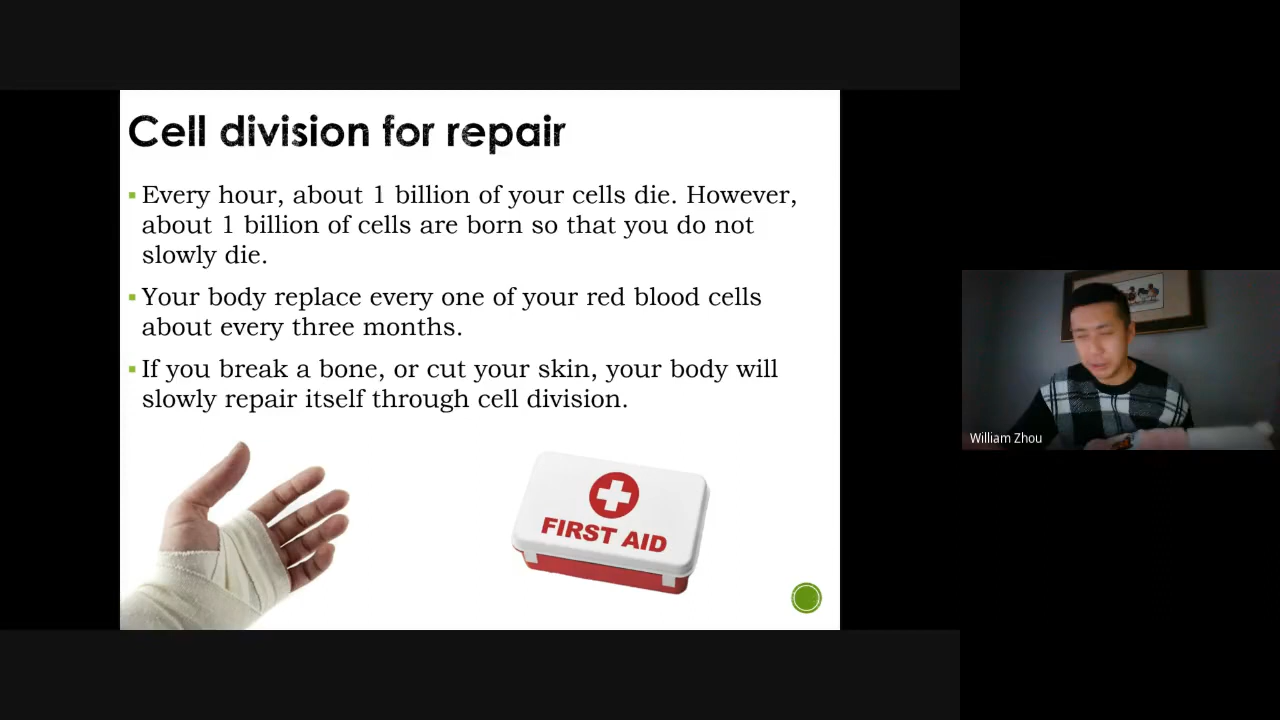 Cell division for repair
Every hour, about 1 billion of your cells die. However,
about 1 billion of cells are born so that you do not
slowly die.
Your body replace every one of your red blood cells
about every three months.
If you break a bone, or cut your skin, your body will
slowly repair itself through cell division.
FIRST AID
William Zhou